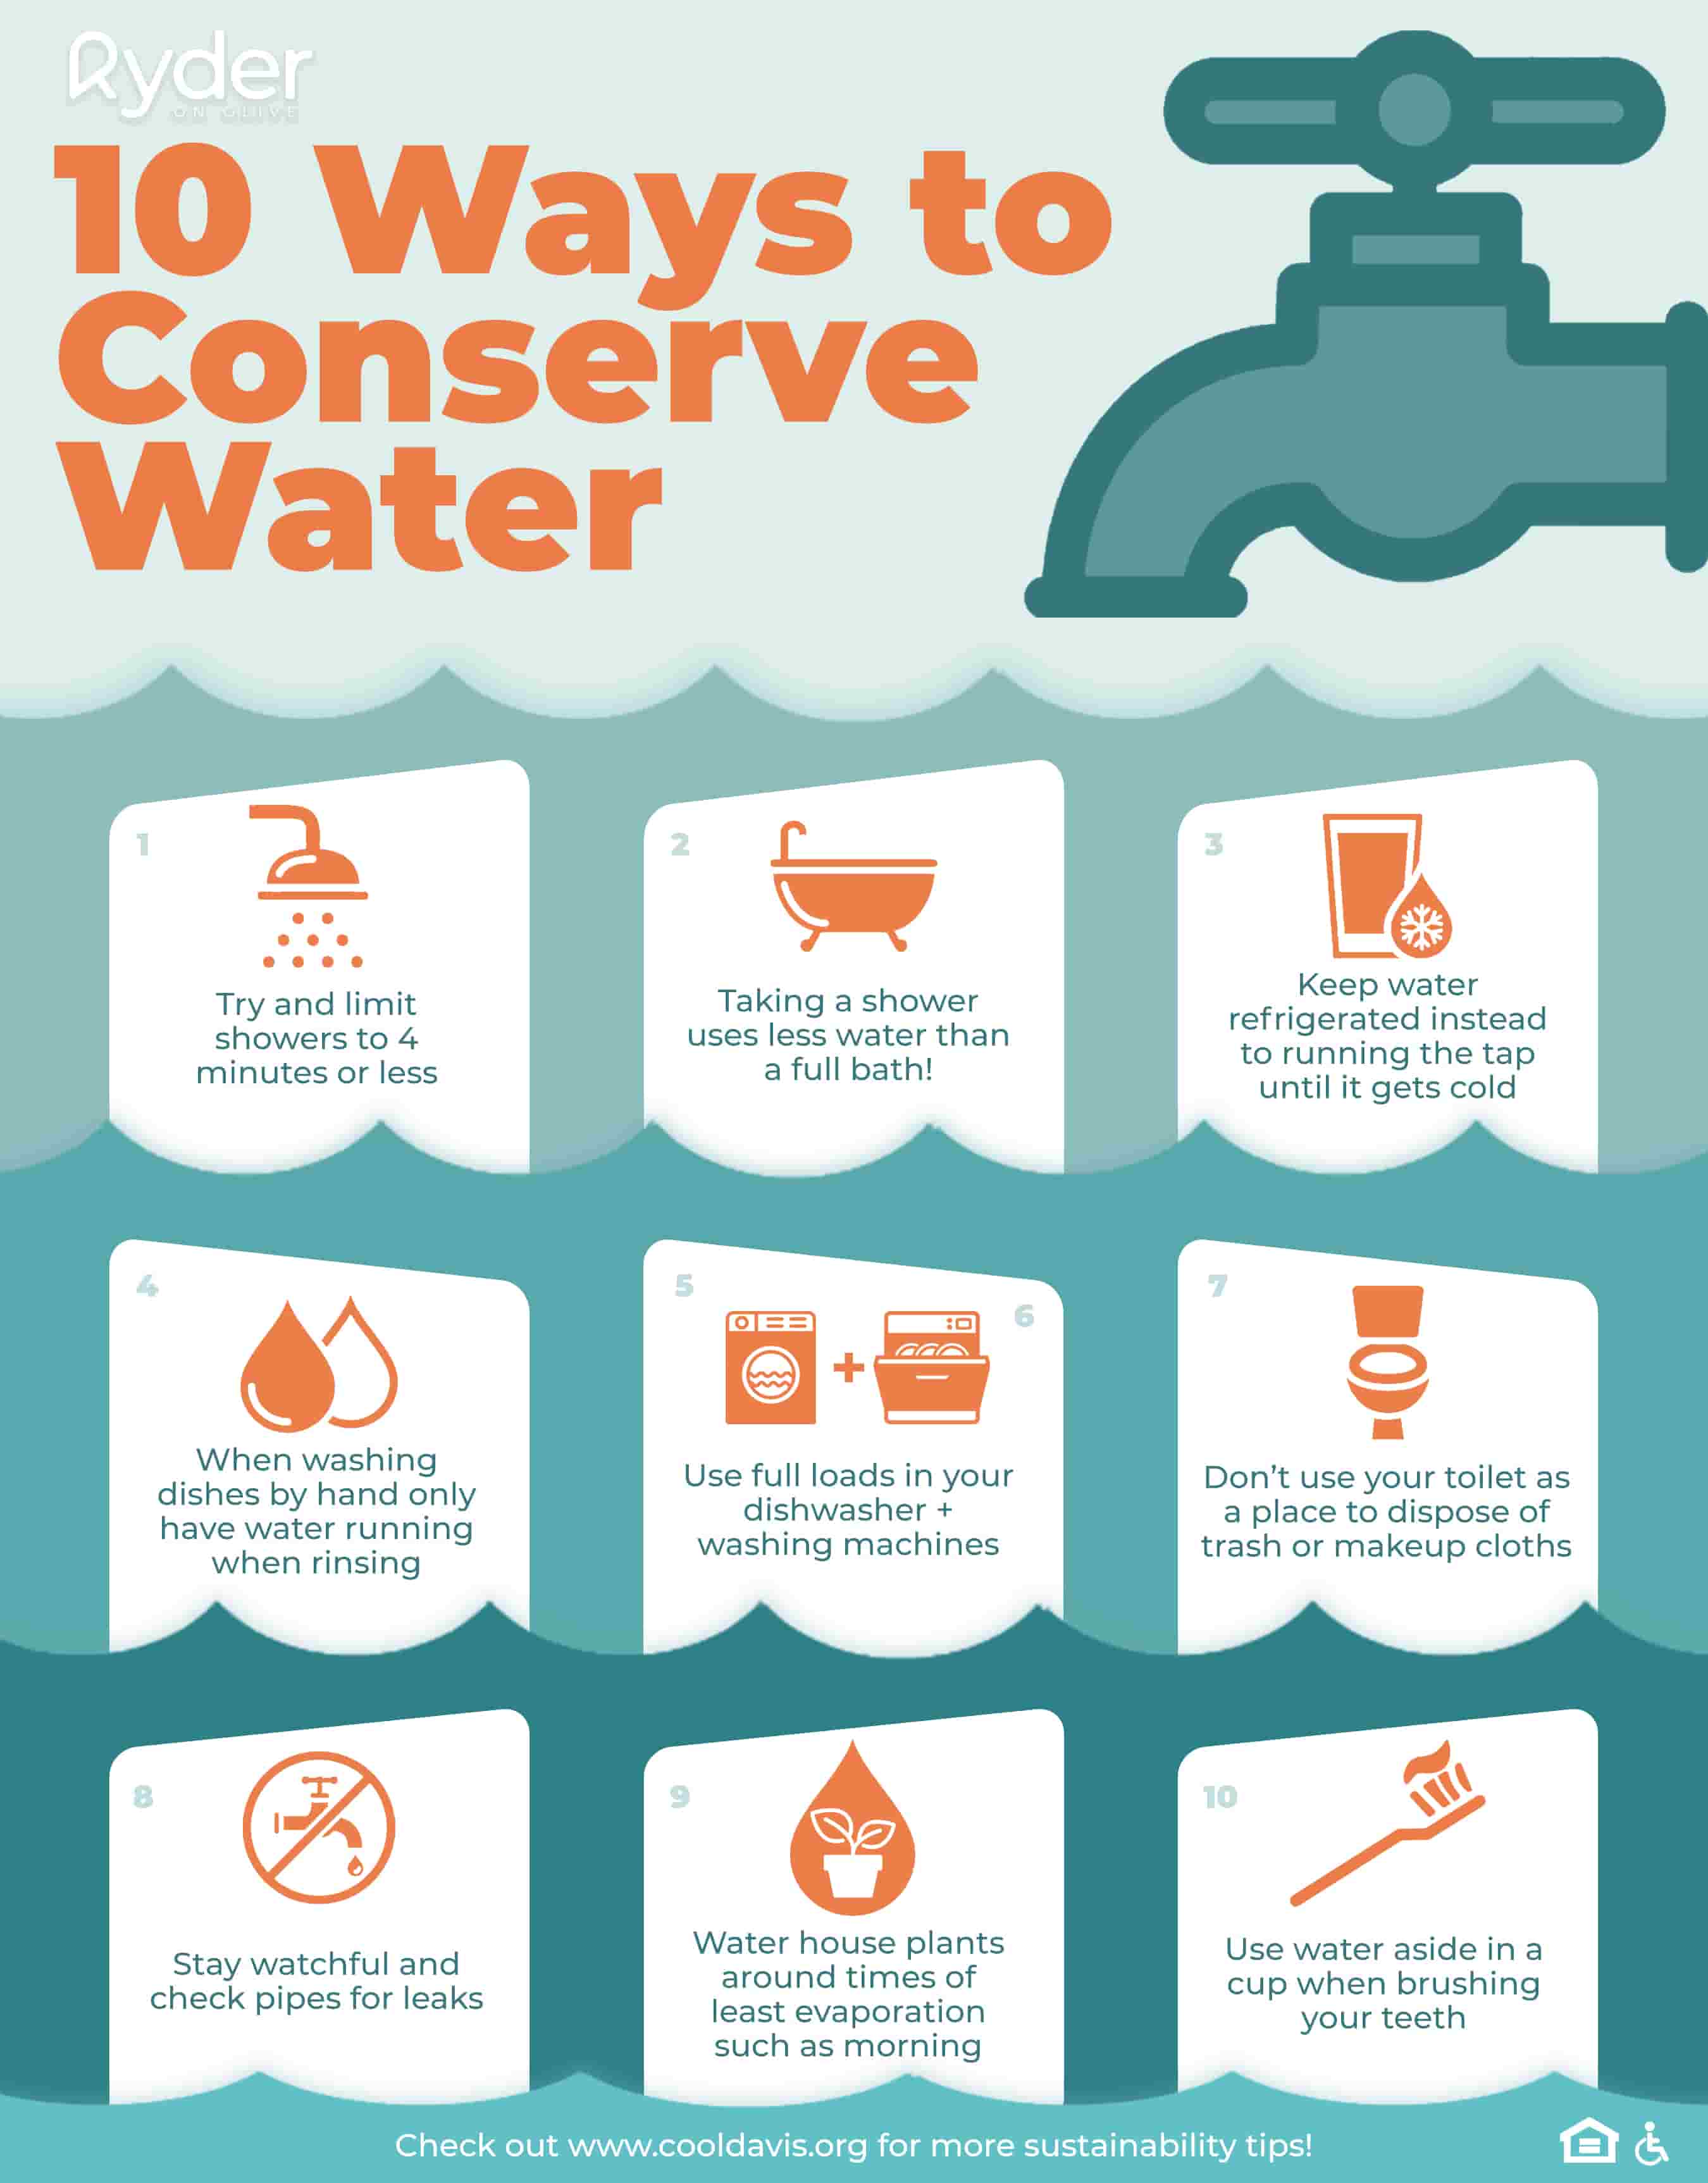 Ryder
ON OLIVE
10 Ways to
Conserve
Water
1
Try and limit
showers to 4
minutes or less
2
Taking a shower
uses less water than
a full bath!
3
Keep water
refrigerated instead
to running the tap
until it gets cold
4
When washing
dishes by hand only
have water running
when rinsing
5
6
Use full loads in your
dishwasher +
washing machines
7
Don't use your toilet as
a place to dispose of
trash or makeup cloths
8
Stay watchful and
check pipes for leaks
9
Water house plants
around times of
least evaporation
such as morning
10
Use water aside in a
cup when brushing
your teeth
Check out www.cooldavis.org for more sustainability tips!